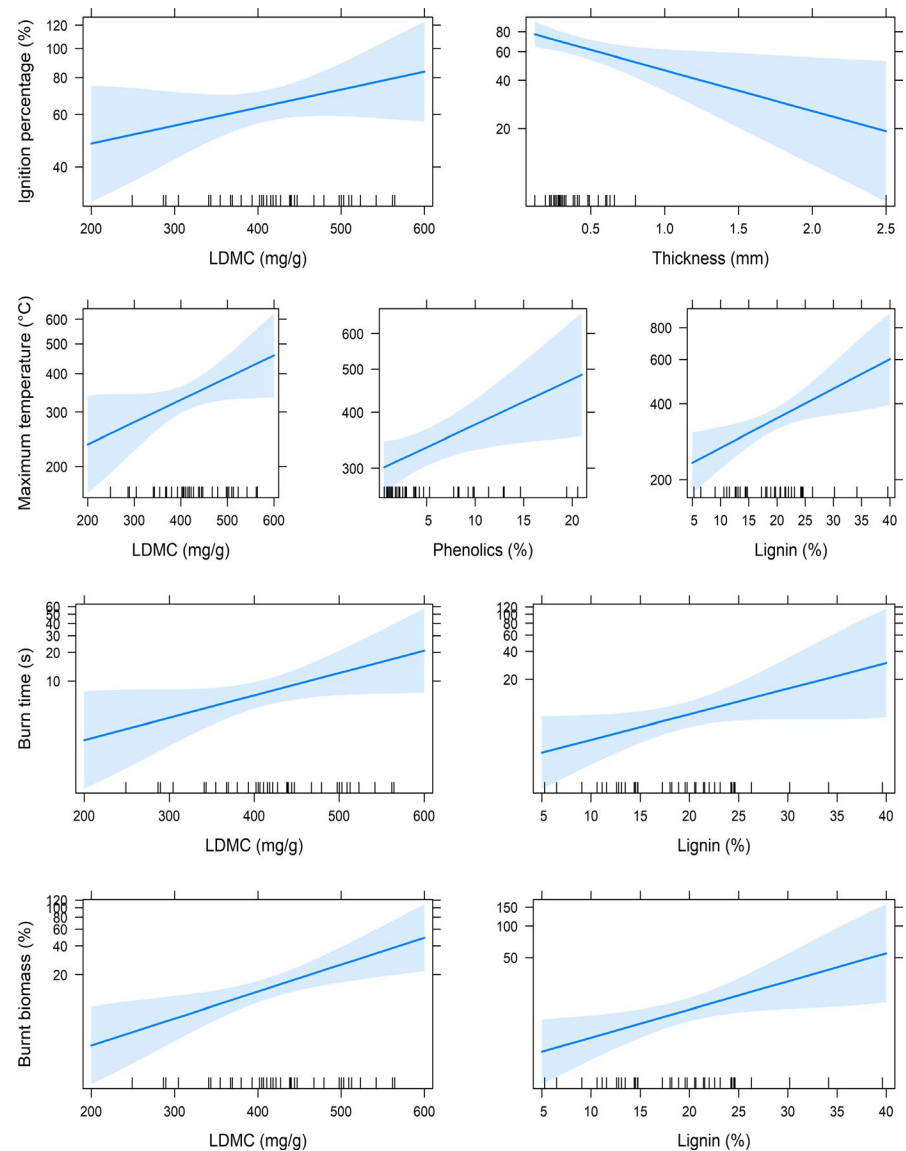 Ignition percentage (%)
120
100
80
60
40
200 300 400 500 600
LDMC (mg/g)
80
60
40
20
0.5 1.0 1.5 2.0 2.5
Thickness (mm)
Maximum temperature (°C)
600
500
400
300
200
200 300 400 500 600
LDMC (mg/g)
600
500
400
300
5 10 15 20
Phenolics (%)
800
600
400
200
5 10 15 20 25 30 35 40
Lignin (%)
Burn time (s)
60
50
40
30
20
10
200 300 400 500 600
LDMC (mg/g)
120
100
80
60
40
20
5 10 15 20 25 30 35 40
Lignin (%)
Burnt biomass (%)
120
100
80
60
40
20
200 300 400 500 600
LDMC (mg/g)
150
100
50
5 10 15 20 25 30 35 40
Lignin (%)